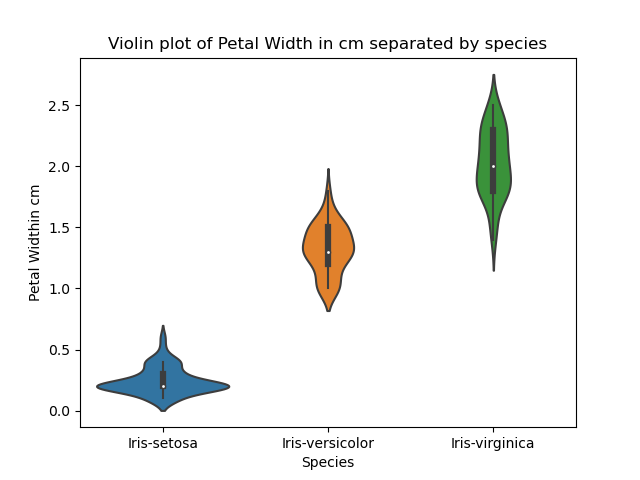 Violin plot of Petal Width in cm separated by species
2.5
2.0
1.5
1.0
0.5
0.0
Petal Widthin cm
Iris-setosa
Iris-versicolor
Iris-virginica
Species